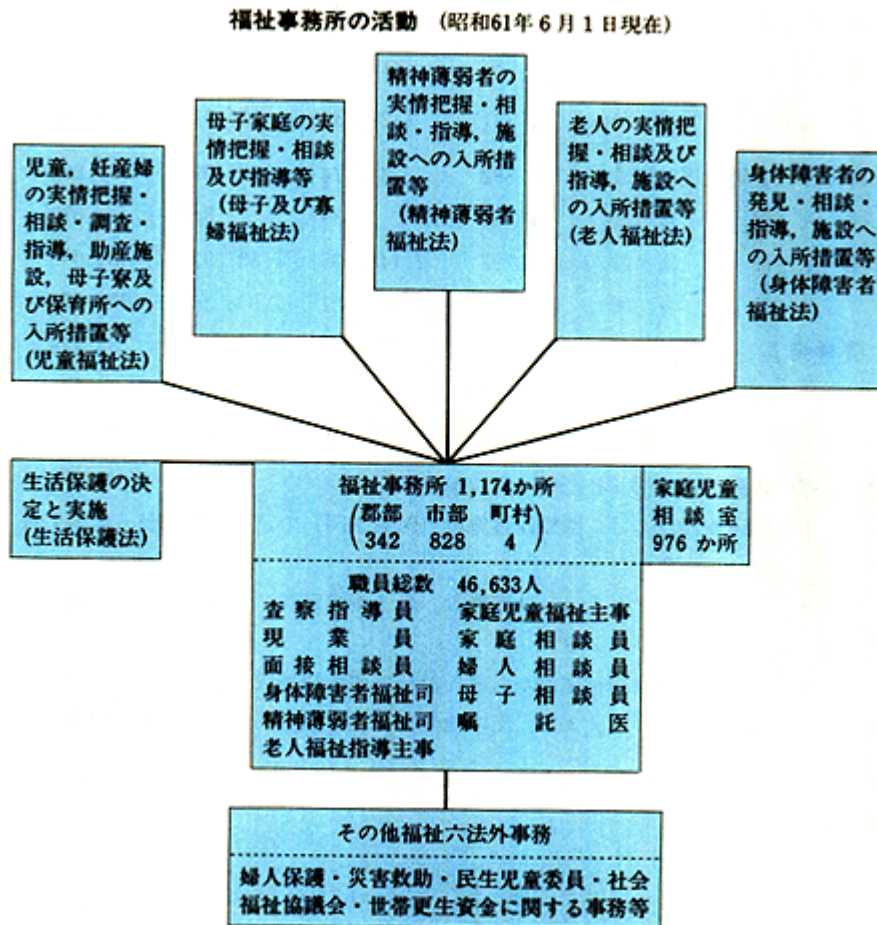 福祉事務所の活動 (昭和61年6月1日現在)
児童，妊産婦
の実情把握・
相談・調査・
指導，助産施
設，母子寮及
び保育所への
入所措置等
(児童福祉法)
母子家庭の実
情把握・相談
及び指導等
(母子及び寡
婦福祉法)
精神薄弱者の
実情把握・相
談・指導，施
設への入所措
置等
(精神薄弱者
福祉法)
老人の実情把
握・相談及び
指導，施設へ
の入所措置等
(老人福祉法)
身体障害者の
発見・相談・
指導，施設へ
の入所措置等
(身体障害者
福祉法)
生活保護の決
定と実施
(生活保護法)
福祉事務所 1,174か所
(郡部 市部 町村
342 828 4)
職員総数 46,633人
査察指導員 家庭児童福祉主事
現業員 家庭相談員
面接相談員 婦人相談員
身体障害者福祉司 母子相談員
精神薄弱者福祉司 嘱託医
老人福祉指導主事
家庭児童
相談室
976か所
その他福祉六法外事務
婦人保護・災害救助・民生児童委員・社会
福祉協議会・世帯更生資金に関する事務等